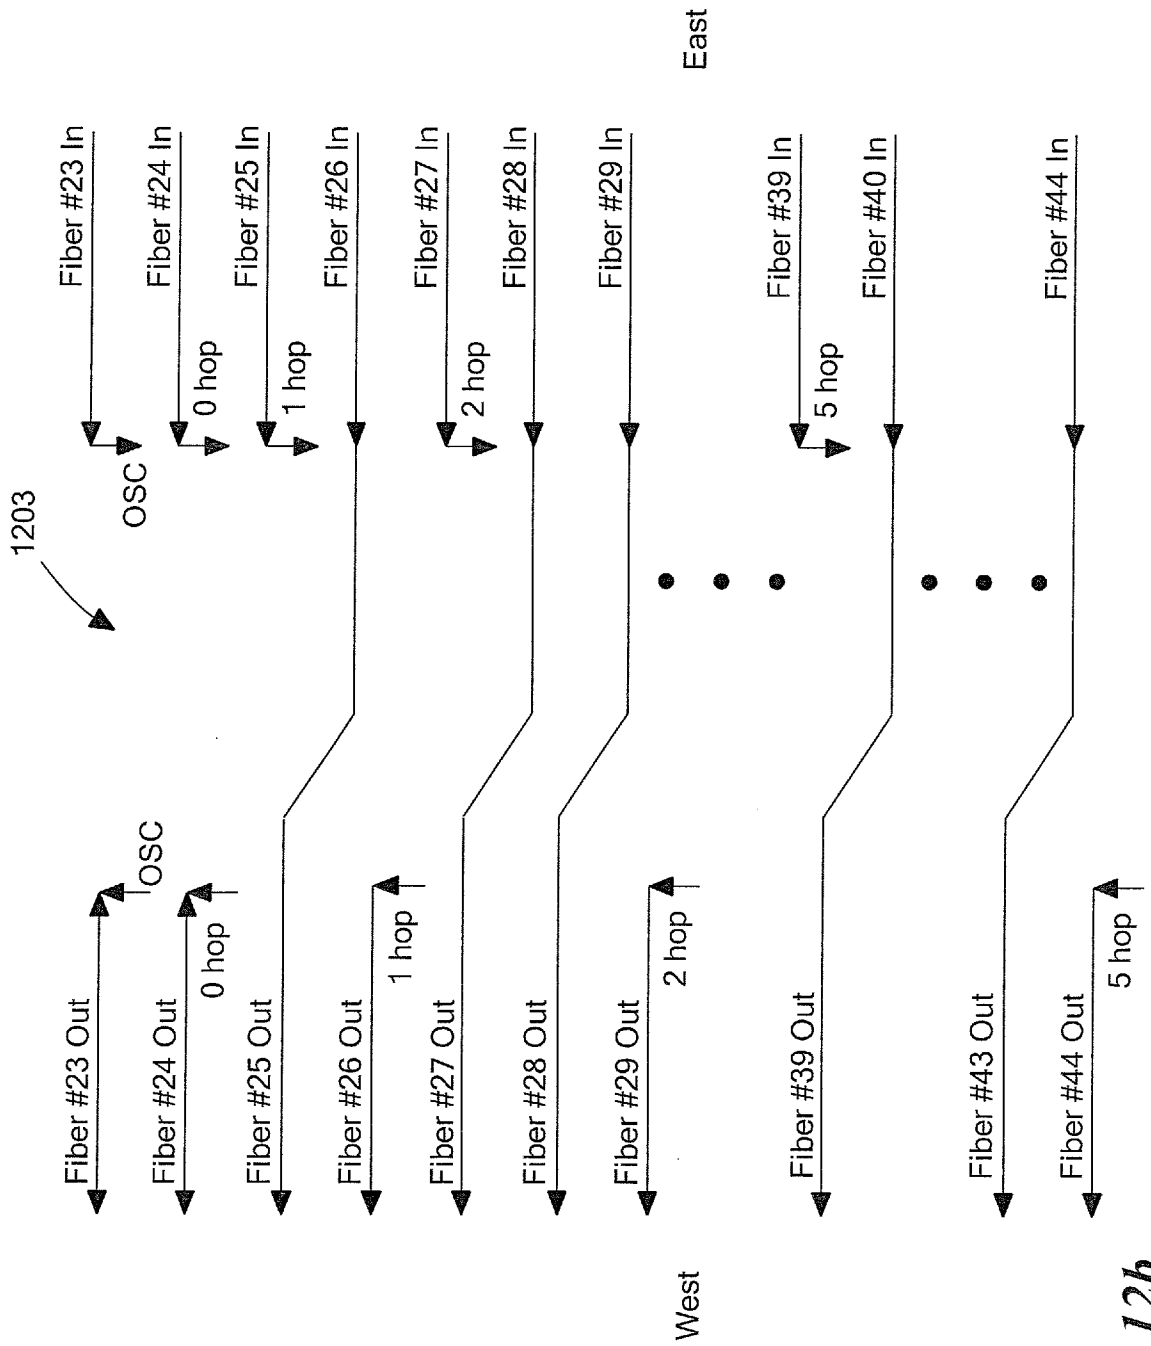 1203
West
East
Fiber #23 Out
OSC
OSC
Fiber #23 In
Fiber #24 Out
0 hop
0 hop
Fiber #24 In
Fiber #25 Out
1 hop
Fiber #25 In
Fiber #26 Out
1 hop
Fiber #26 In
Fiber #27 Out
2 hop
Fiber #27 In
Fiber #28 Out
Fiber #28 In
Fiber #29 Out
2 hop
Fiber #29 In
Fiber #39 Out
5 hop
Fiber #39 In
Fiber #40 In
Fiber #43 Out
Fiber #44 Out
5 hop
Fiber #44 In
12b